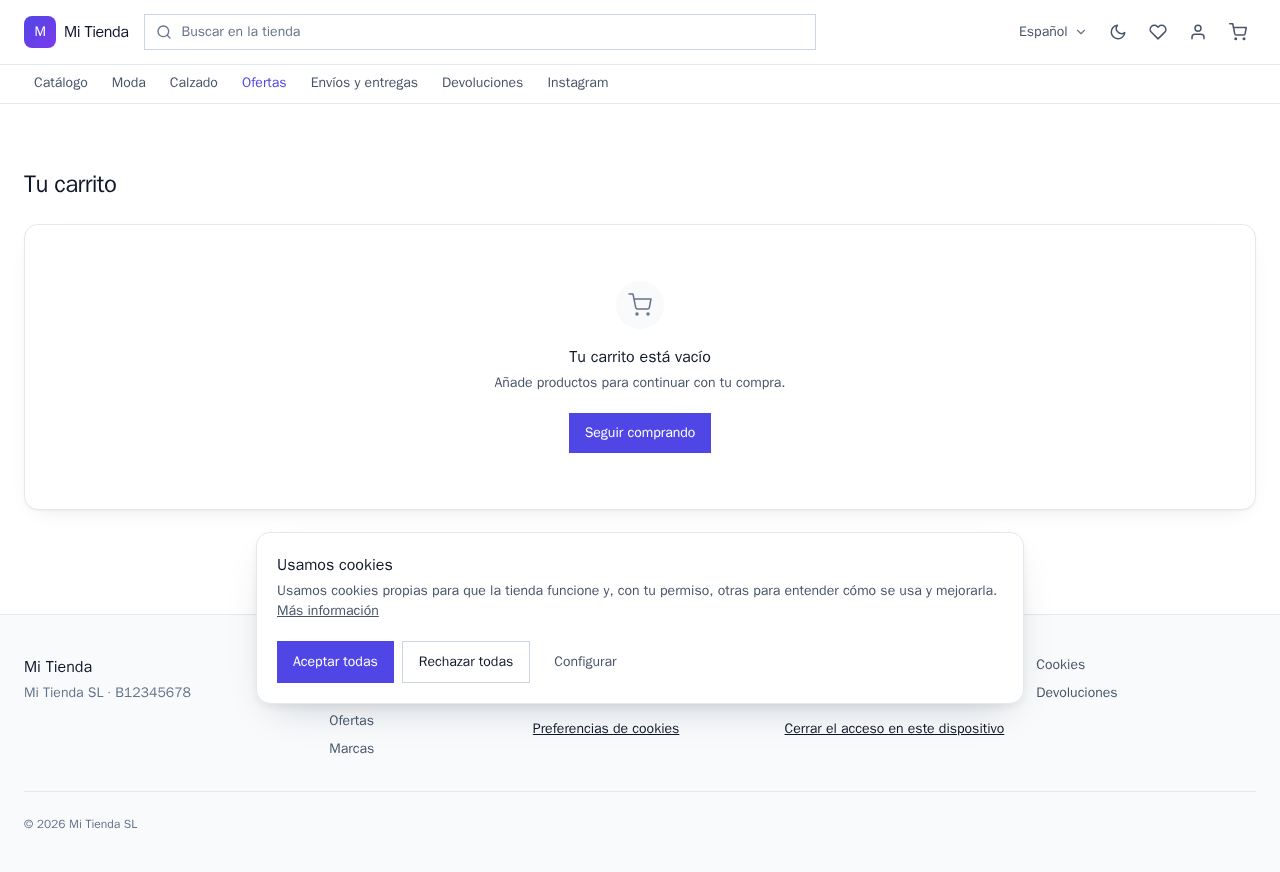 M Mi Tienda
Buscar en la tienda
Español
Catálogo Moda Calzado Ofertas Envíos y entregas Devoluciones Instagram
Tu carrito
Tu carrito está vacío
Añade productos para continuar con tu compra.
Seguir comprando
Usamos cookies
Usamos cookies propias para que la tienda funcione y, con tu permiso, otras para entender cómo se usa y mejorarla.
Más información
Aceptar todas Rechazar todas Configurar
Mi Tienda
Mi Tienda SL · B12345678
Ofertas
Marcas
Preferencias de cookies
Cerrar el acceso en este dispositivo
Cookies
Devoluciones
© 2026 Mi Tienda SL